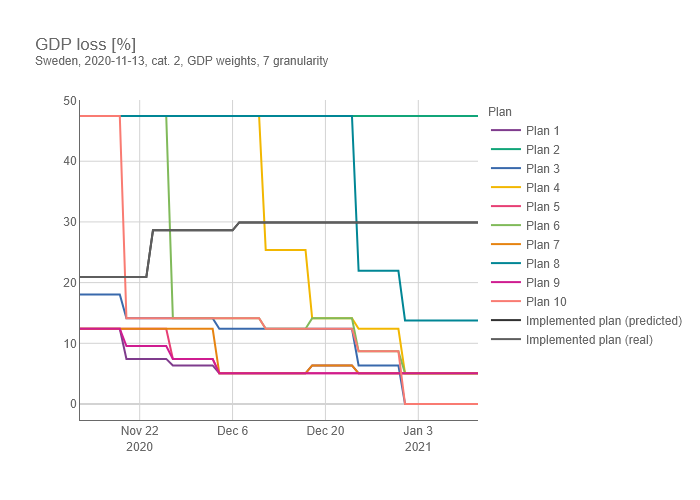 GDP loss [%]
Sweden, 2020-11-13, cat. 2, GDP weights, 7 granularity
50
40
30
20
10
0
Nov 22
2020
Dec 6
Dec 20
Jan 3
2021
Plan
Plan 1
Plan 2
Plan 3
Plan 4
Plan 5
Plan 6
Plan 7
Plan 8
Plan 9
Plan 10
Implemented plan (predicted)
Implemented plan (real)